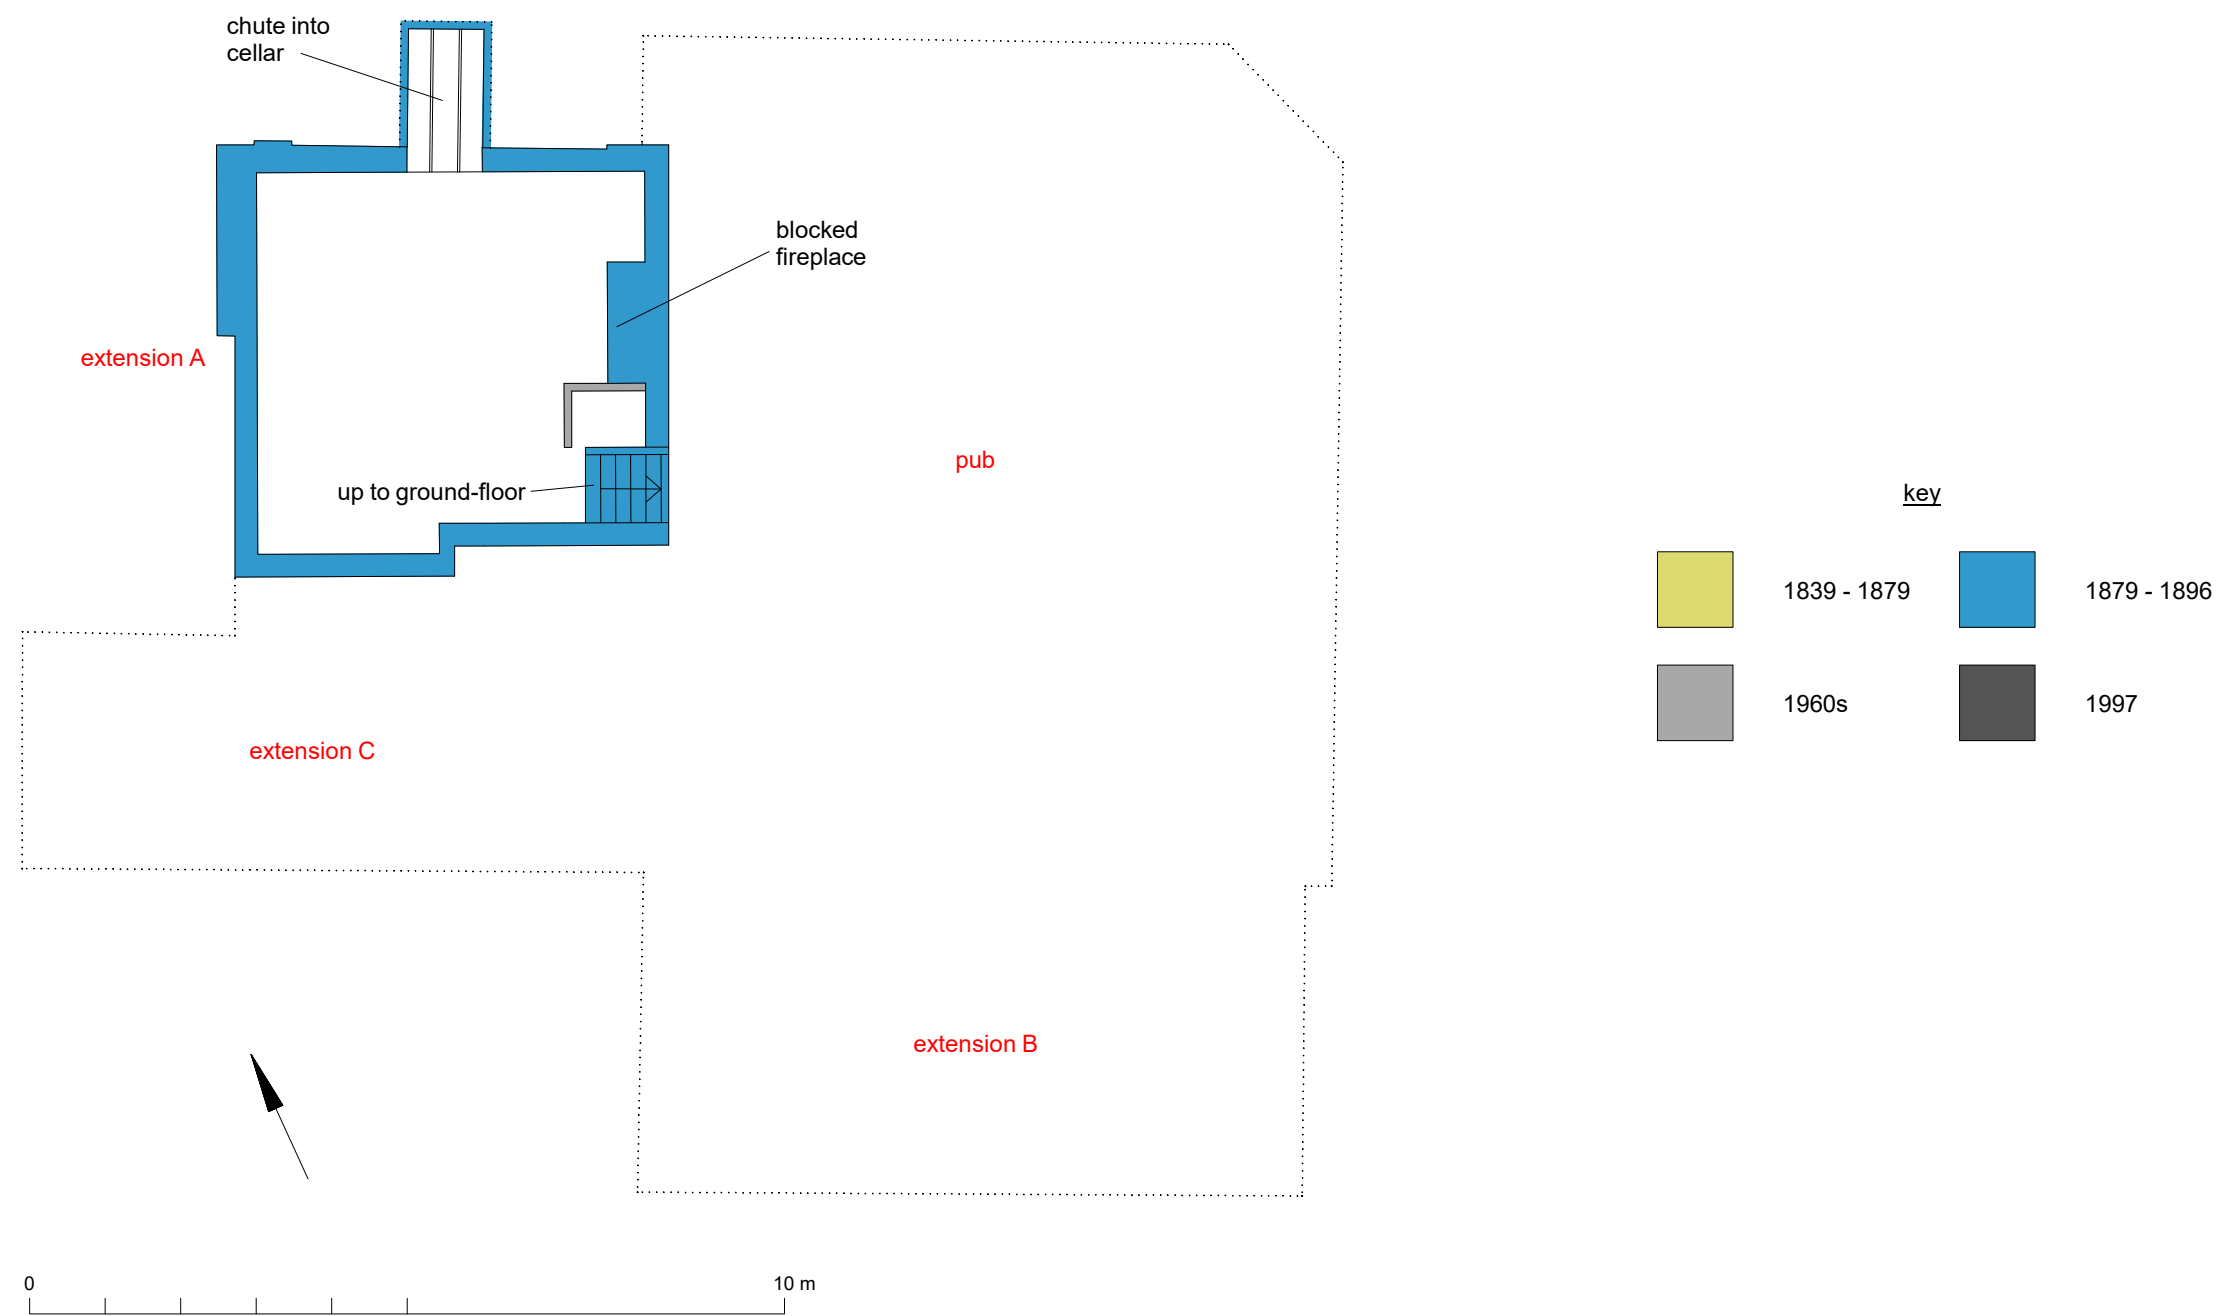 chute into
cellar
blocked
fireplace
extension A
pub
up to ground-floor
key
1839 - 1879
1879 - 1896
1960s
1997
extension C
extension B
0
10 m